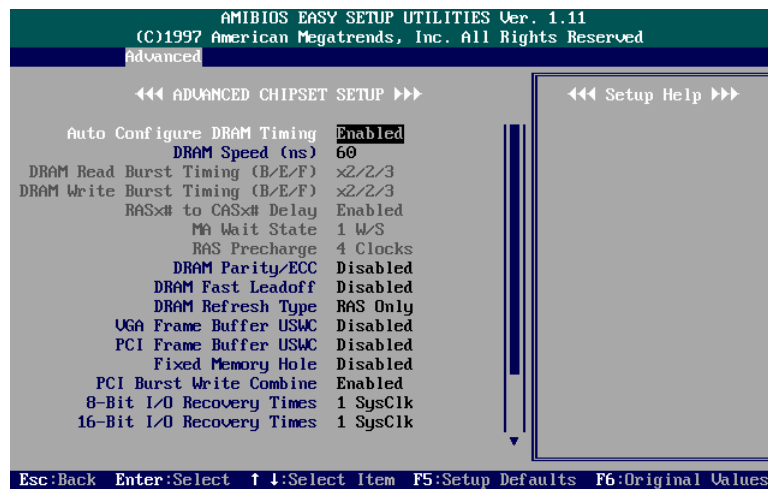 AMIBIOS EASY SETUP UTILITIES Ver. 1.11
(C)1997 American Megatrends, Inc. All Rights Reserved
Advanced
ADVANCED CHIPSET SETUP
Setup Help
Auto Configure DRAM Timing Enabled
DRAM Speed (ns) 60
DRAM Read Burst Timing (B/E/F) x2/2/3
DRAM Write Burst Timing (B/E/F) x2/2/3
RASx# to CASx# Delay Enabled
MA Wait State 1 W/S
RAS Precharge 4 Clocks
DRAM Parity/ECC Disabled
DRAM Fast Leadoff Disabled
DRAM Refresh Type RAS Only
VGA Frame Buffer USWC Disabled
PCI Frame Buffer USWC Disabled
Fixed Memory Hole Disabled
PCI Burst Write Combine Enabled
8-Bit I/O Recovery Times 1 SysClk
16-Bit I/O Recovery Times 1 SysClk
Esc:Back Enter:Select ↑ ↓:Select Item F5:Setup Defaults F6:Original Values